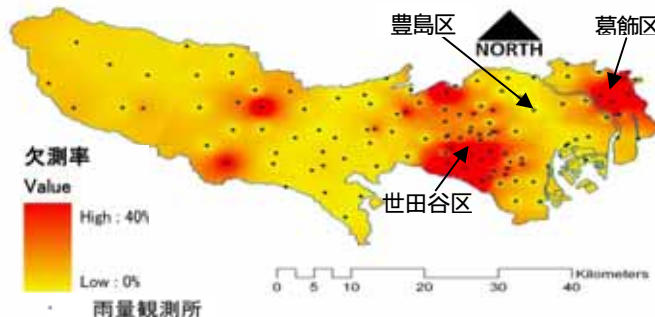 豊島区
葛飾区
NORTH
世田谷区
欠測率
Value
High : 40%
Low : 0%
雨量観測所
Kilometers
0 5 10 20 30 40